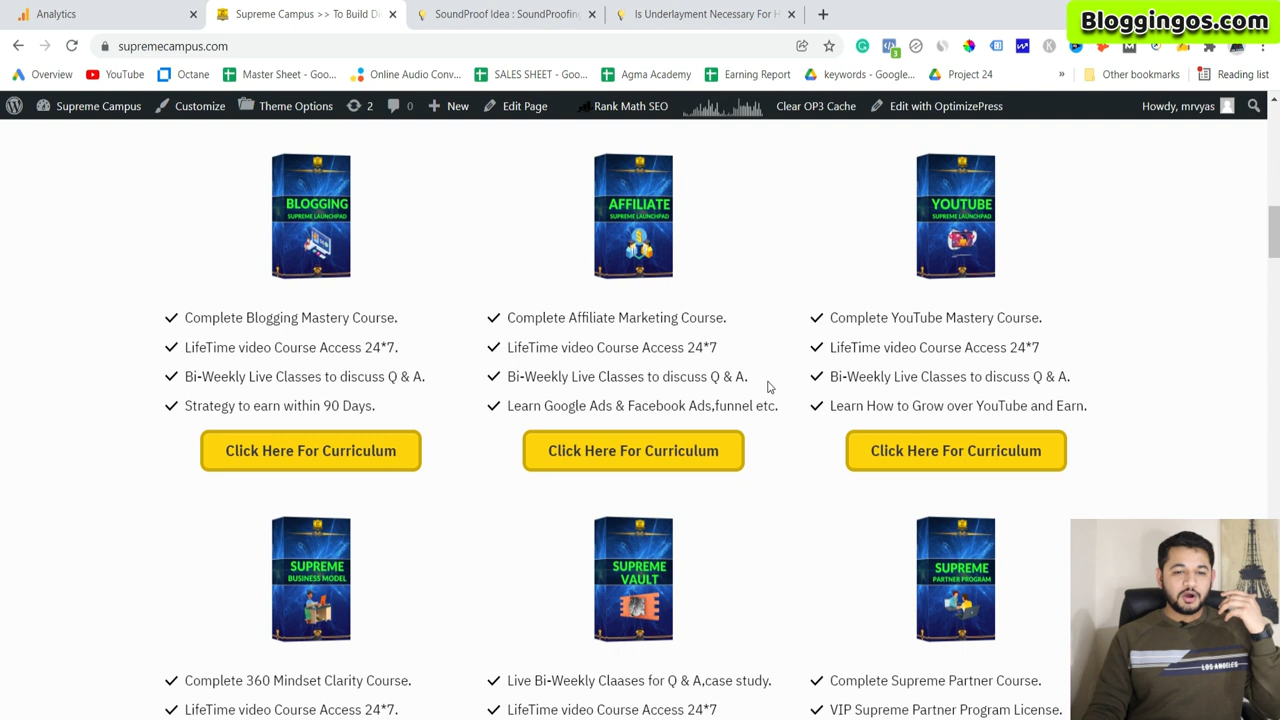 Analytics
Supreme Campus >> To Build Di
SoundProof Idea : SoundProofing
Is Underlayment Necessary For H
Bloggingos.com
supremecampus.com
3
Overview
YouTube
Octane
Master Sheet - Goo...
Online Audio Conv...
SALES SHEET - Goo...
Agma Academy
Earning Report
keywords - Google...
Project 24
»
Other bookmarks
Reading list
Supreme Campus
Customize
Theme Options
2
0
New
Edit Page
Rank Math SEO
Clear OP3 Cache
Edit with OptimizePress
Howdy, mrvyas
BLOGGING
SUPREME LAUNCHPAD
AFFILIATE
SUPREME LAUNCHPAD
YOUTUBE
SUPREME LAUNCHPAD
Complete Blogging Mastery Course.
LifeTime video Course Access 24*7.
Bi-Weekly Live Classes to discuss Q & A.
Strategy to earn within 90 Days.
Click Here For Curriculum
Complete Affiliate Marketing Course.
LifeTime video Course Access 24*7
Bi-Weekly Live Classes to discuss Q & A.
Learn Google Ads & Facebook Ads,funnel etc.
Click Here For Curriculum
Complete YouTube Mastery Course.
LifeTime video Course Access 24*7
Bi-Weekly Live Classes to discuss Q & A.
Learn How to Grow over YouTube and Earn.
Click Here For Curriculum
SUPREME
BUSINESS MODEL
SUPREME
VAULT
SUPREME
PARTNER PROGRAM
Complete 360 Mindset Clarity Course.
LifeTime video Course Access 24*7.
Live Bi-Weekly Claases for Q & A,case study.
LifeTime video Course Access 24*7
Complete Supreme Partner Course.
VIP Supreme Partner Program License.
LOS ANGELES